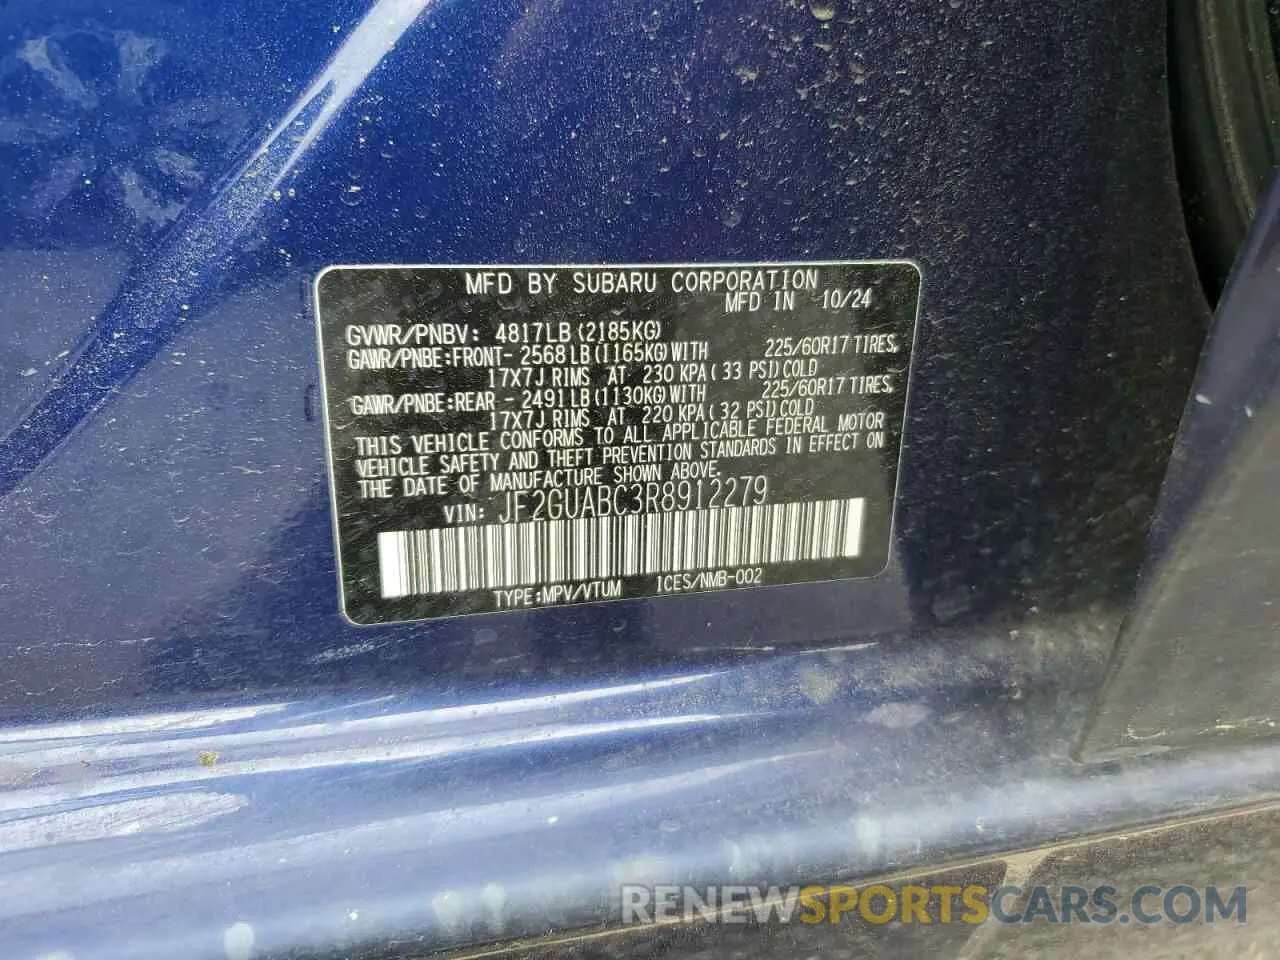 MFD BY SUBARU CORPORATION
MFD IN 10/24
GVWR/PNBV: 4817LB (2185KG)
GAWR/PNBE:FRONT- 2568 LB (1165KG) WITH 225/60R17 TIRES,
17X7J RIMS AT 230 KPA ( 33 PSI) COLD
GAWR/PNBE:REAR - 2491 LB (1130KG) WITH 225/60R17 TIRES,
17X7J RIMS AT 220 KPA ( 32 PSI) COLD
THIS VEHICLE CONFORMS TO ALL APPLICABLE FEDERAL MOTOR
VEHICLE SAFETY AND THEFT PREVENTION STANDARDS IN EFFECT ON
THE DATE OF MANUFACTURE SHOWN ABOVE.
VIN: JF2GUABC3R8912279
TYPE:MPV/VTUM ICES/NMB-002
RENEWSPORTSCARS.COM